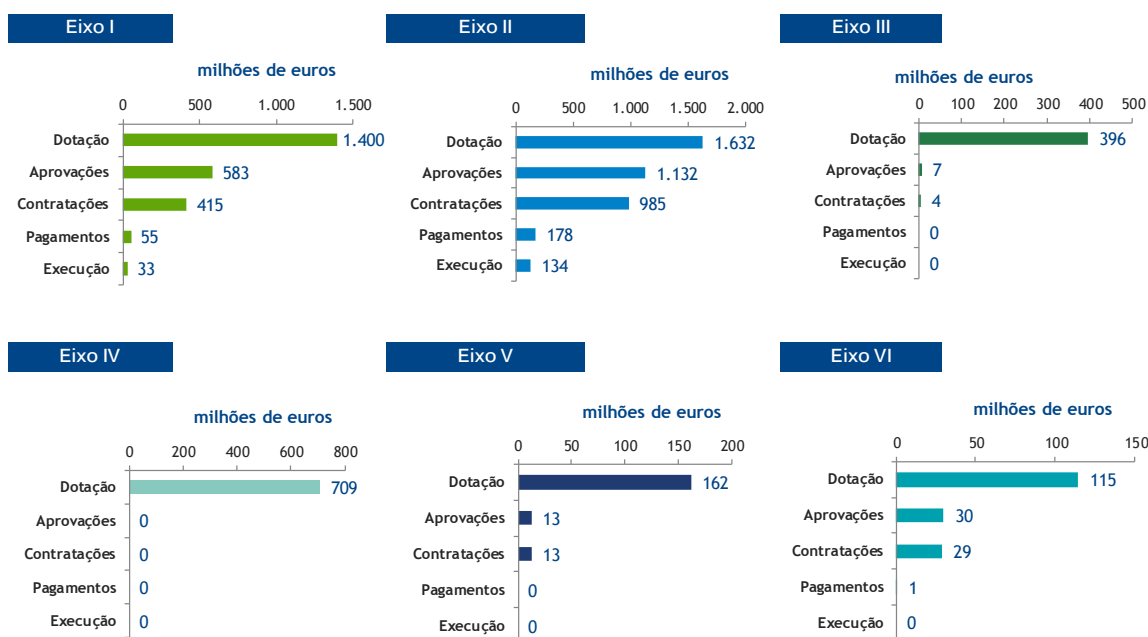 Eixo I
milhões de euros
0 500 1.000 1.500
Dotação 1.400
Aprovações 583
Contratações 415
Pagamentos 55
Execução 33
Eixo II
milhões de euros
0 500 1.000 1.500 2.000
Dotação 1.632
Aprovações 1.132
Contratações 985
Pagamentos 178
Execução 134
Eixo III
milhões de euros
0 100 200 300 400 500
Dotação 396
Aprovações 7
Contratações 4
Pagamentos 0
Execução 0
Eixo IV
milhões de euros
0 200 400 600 800
Dotação 709
Aprovações 0
Contratações 0
Pagamentos 0
Execução 0
Eixo V
milhões de euros
0 50 100 150 200
Dotação 162
Aprovações 13
Contratações 13
Pagamentos 0
Execução 0
Eixo VI
milhões de euros
0 50 100 150
Dotação 115
Aprovações 30
Contratações 29
Pagamentos 1
Execução 0